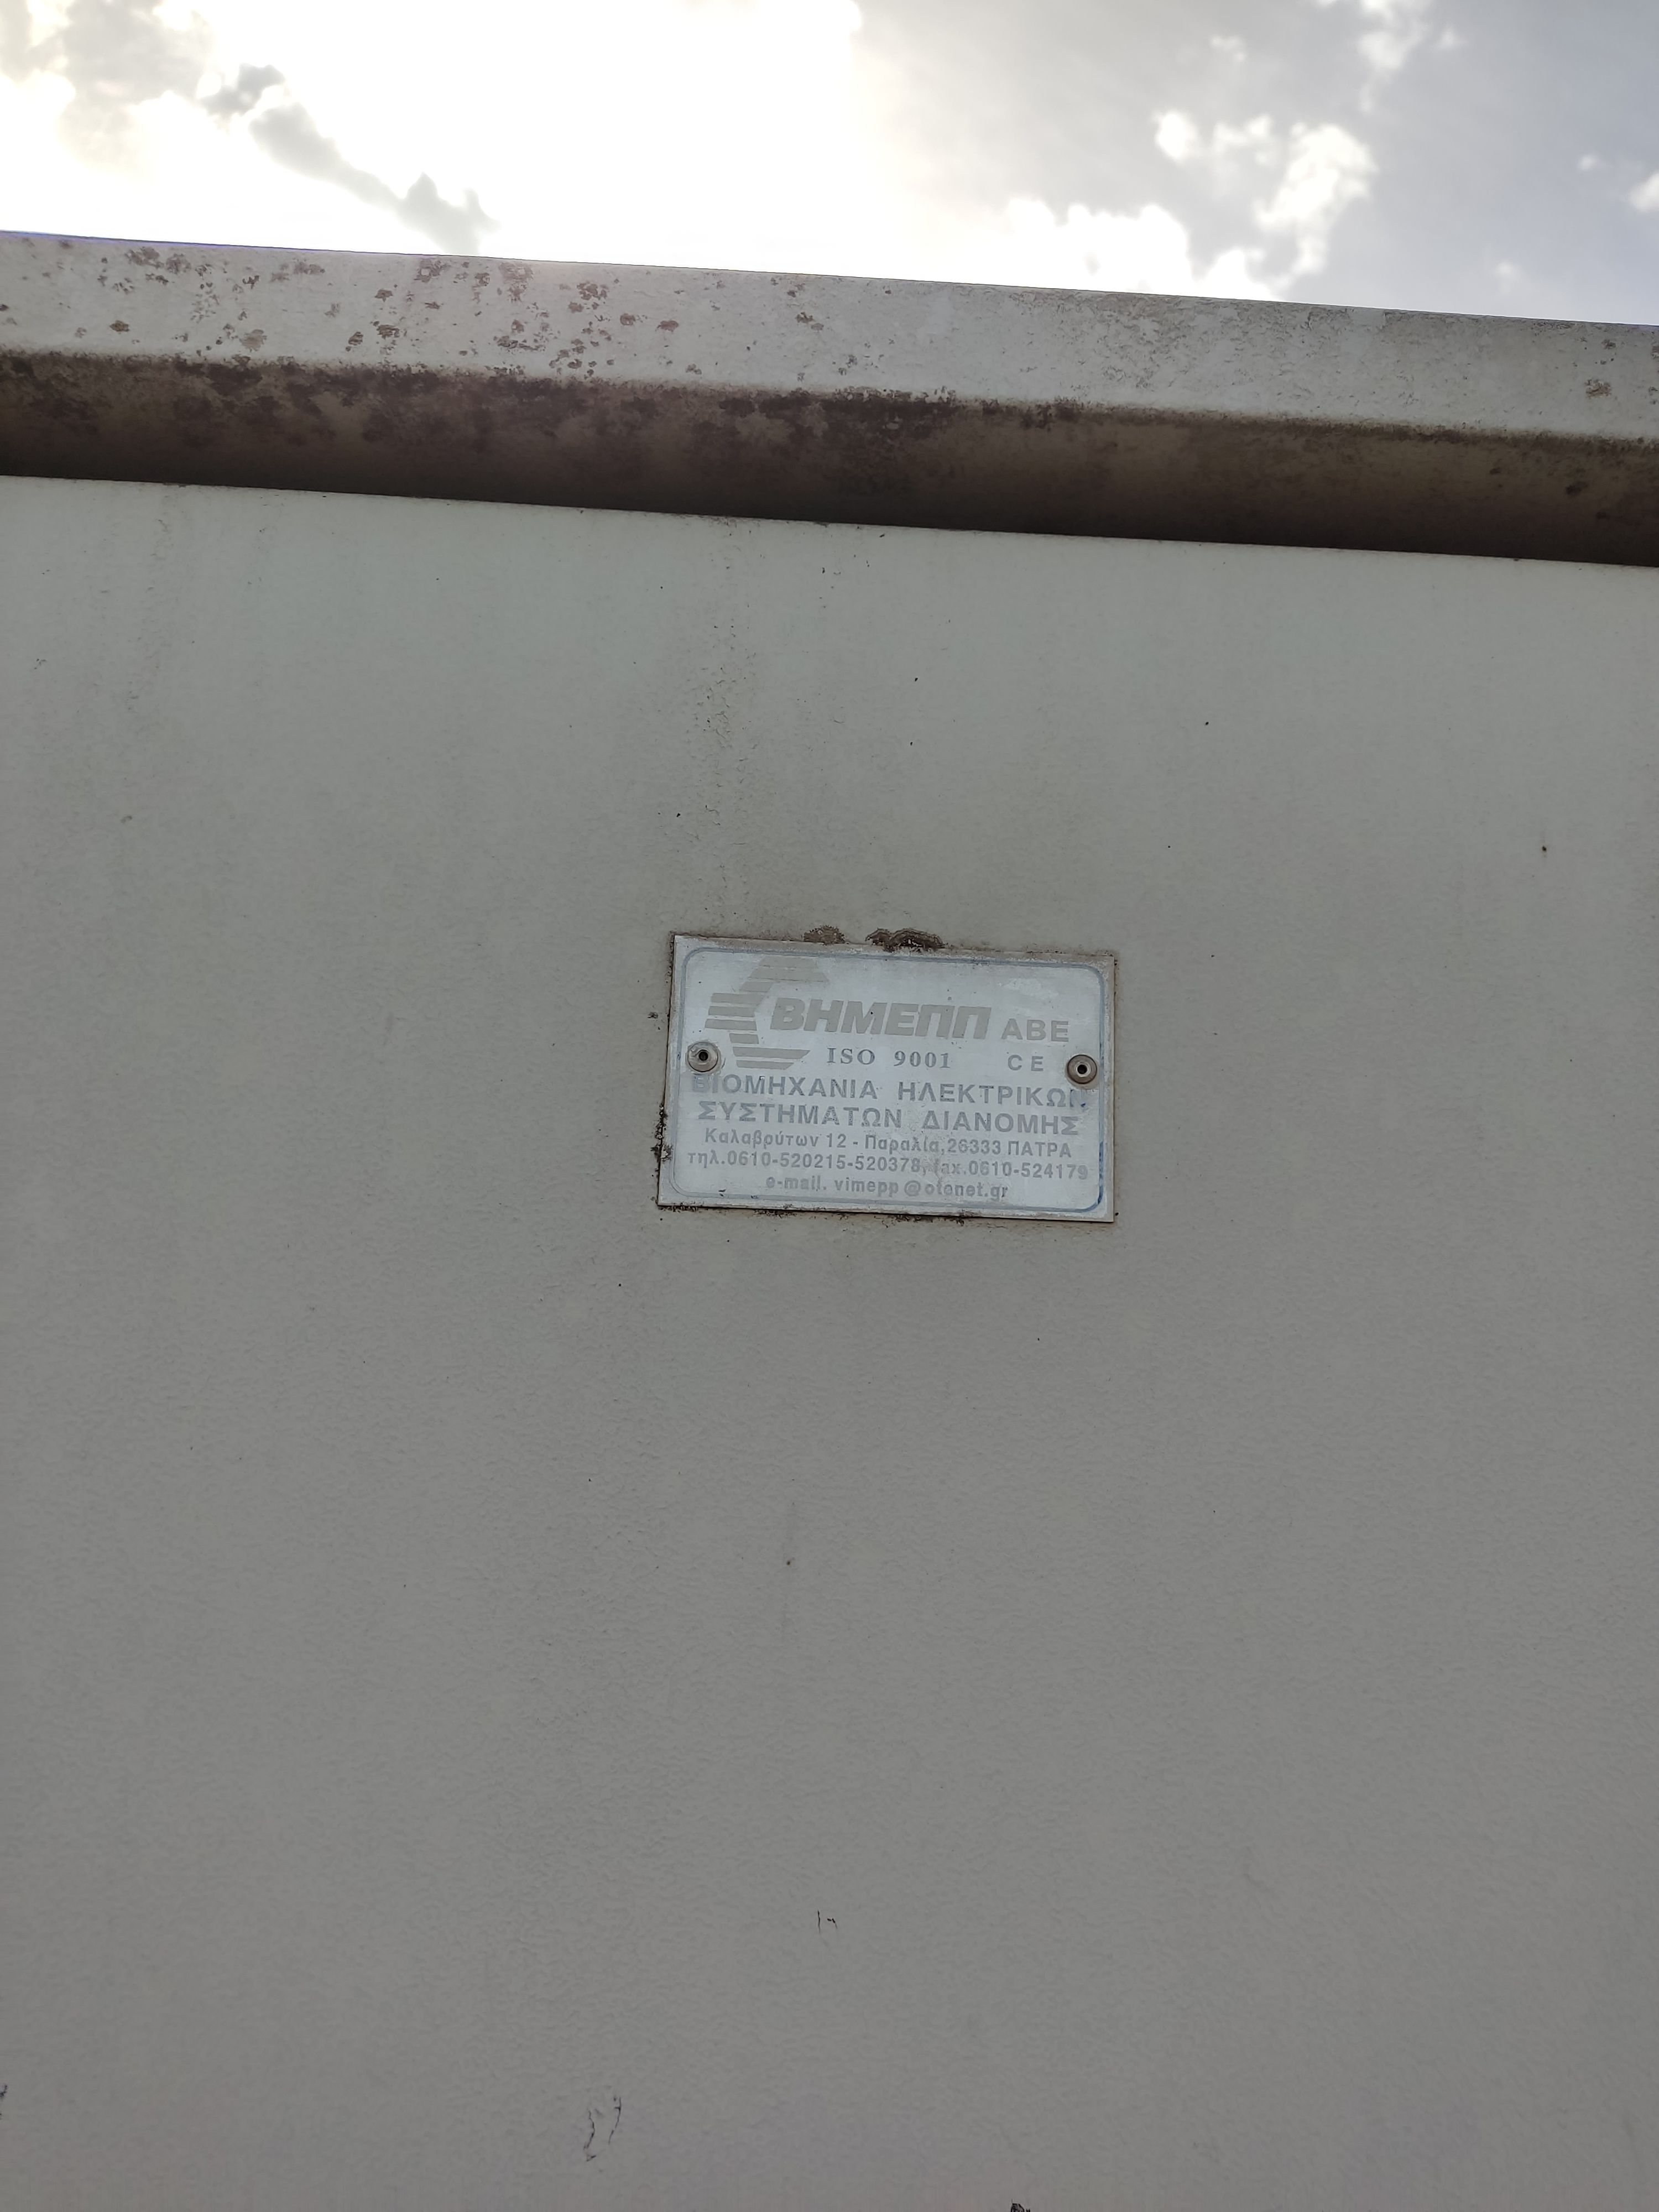 ΒΗΜΕΠΠ ΑΒΕ
ISO 9001 CE
ΒΙΟΜΗΧΑΝΙΑ ΗΛΕΚΤΡΙΚΩΝ
ΣΥΣΤΗΜΑΤΩΝ ΔΙΑΝΟΜΗΣ
Καλαβρύτων 12 - Παραλία,26333 ΠΑΤΡΑ
τηλ.0610-520215-520378, fax.0610-524179
e-mail. vimepp@otenet.gr